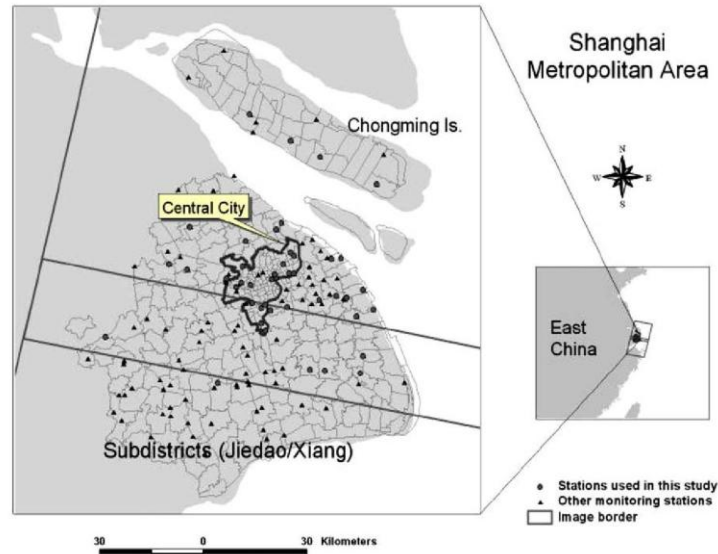 Shanghai
Metropolitan Area
Chongming Is.
N
W E
S
Central City
East
China
Subdistricts (Jiedao/Xiang)
Stations used in this study
Other monitoring stations
Image border
30 0 30 Kilometers